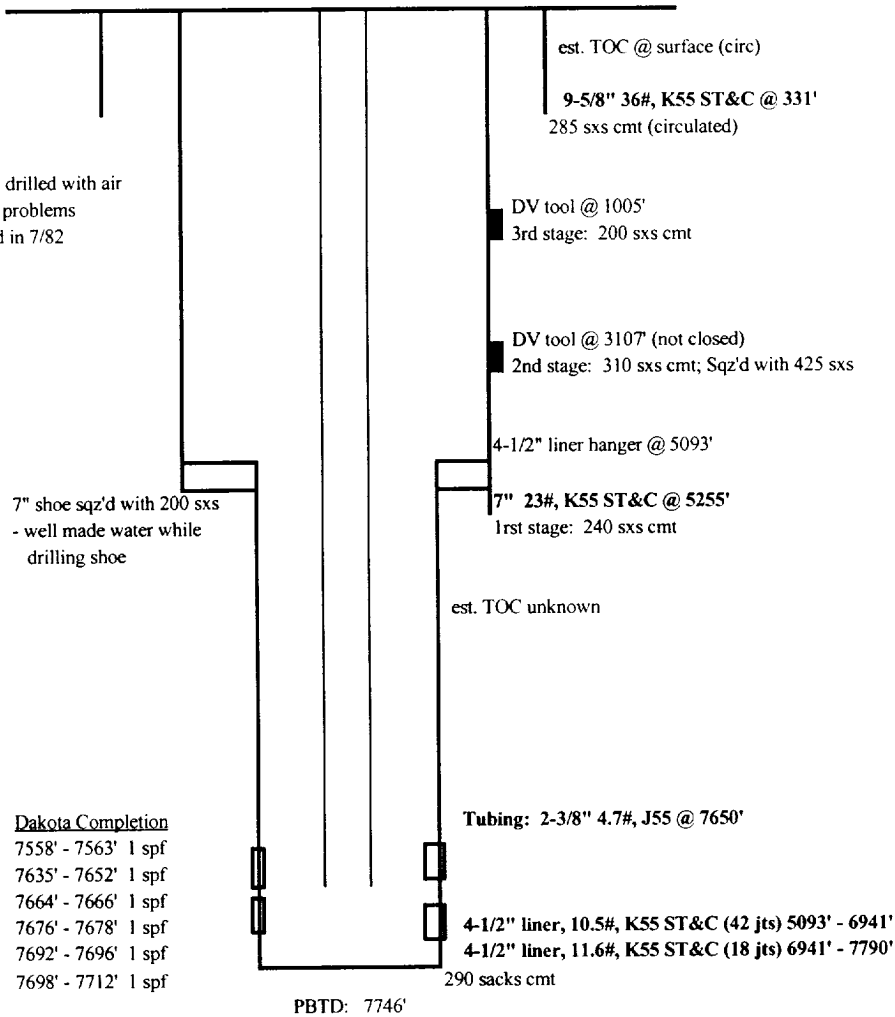 est. TOC @ surface (circ)
9-5/8" 36#, K55 ST&C @ 331'
285 sxs cmt (circulated)
drilled with air
problems
in 7/82
DV tool @ 1005'
3rd stage: 200 sxs cmt
DV tool @ 3107' (not closed)
2nd stage: 310 sxs cmt; Sqz'd with 425 sxs
4-1/2" liner hanger @ 5093'
7" shoe sqz'd with 200 sxs
- well made water while
drilling shoe
7" 23#, K55 ST&C @ 5255'
1rst stage: 240 sxs cmt
est. TOC unknown
Dakota Completion
7558' - 7563' 1 spf
7635' - 7652' 1 spf
7664' - 7666' 1 spf
7676' - 7678' 1 spf
7692' - 7696' 1 spf
7698' - 7712' 1 spf
Tubing: 2-3/8" 4.7#, J55 @ 7650'
4-1/2" liner, 10.5#, K55 ST&C (42 jts) 5093' - 6941'
4-1/2" liner, 11.6#, K55 ST&C (18 jts) 6941' - 7790'
290 sacks cmt
PBTD: 7746'